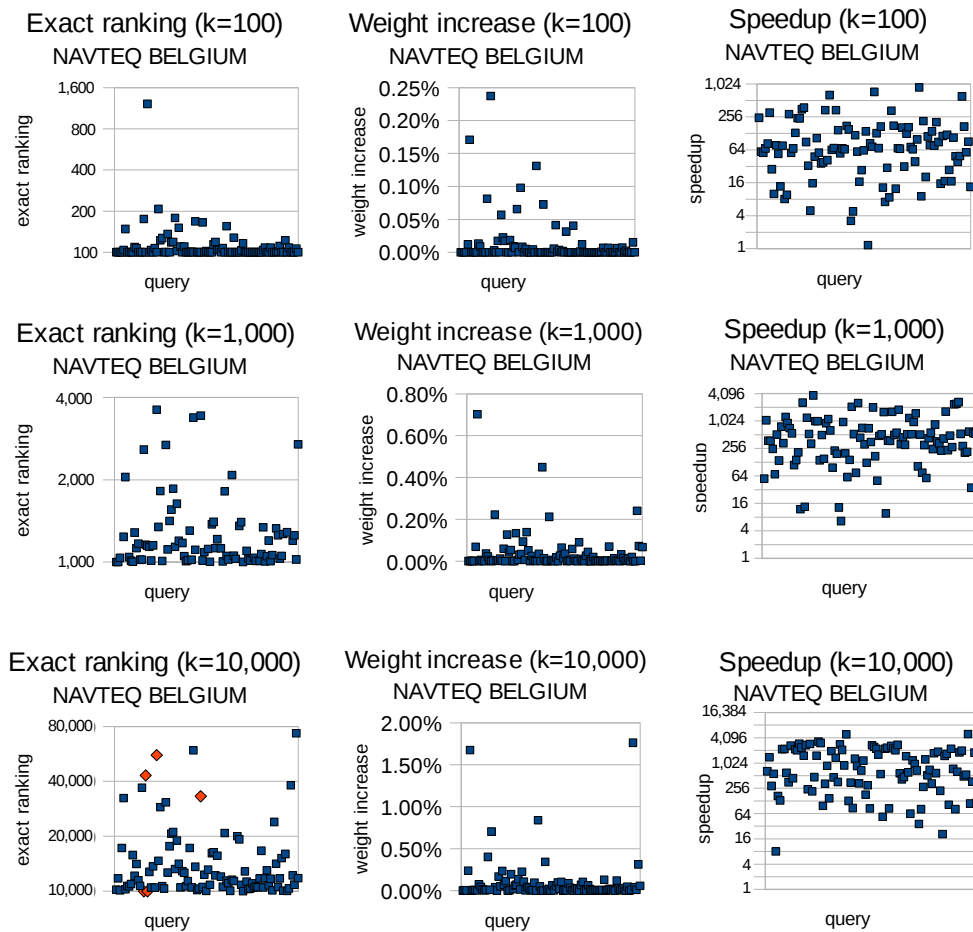 Exact ranking (k=100)
NAVTEQ BELGIUM
1,600
800
400
200
100
exact ranking
query
Weight increase (k=100)
NAVTEQ BELGIUM
0.25%
0.20%
0.15%
0.10%
0.05%
0.00%
weight increase
query
Speedup (k=100)
NAVTEQ BELGIUM
1,024
256
64
16
4
1
speedup
query
Exact ranking (k=1,000)
NAVTEQ BELGIUM
4,000
2,000
1,000
exact ranking
query
Weight increase (k=1,000)
NAVTEQ BELGIUM
0.80%
0.60%
0.40%
0.20%
0.00%
weight increase
query
Speedup (k=1,000)
NAVTEQ BELGIUM
4,096
1,024
256
64
16
4
1
speedup
query
Exact ranking (k=10,000)
NAVTEQ BELGIUM
80,000
40,000
20,000
10,000
exact ranking
query
Weight increase (k=10,000)
NAVTEQ BELGIUM
2.00%
1.50%
1.00%
0.50%
0.00%
weight increase
query
Speedup (k=10,000)
NAVTEQ BELGIUM
16,384
4,096
1,024
256
64
16
4
1
speedup
query